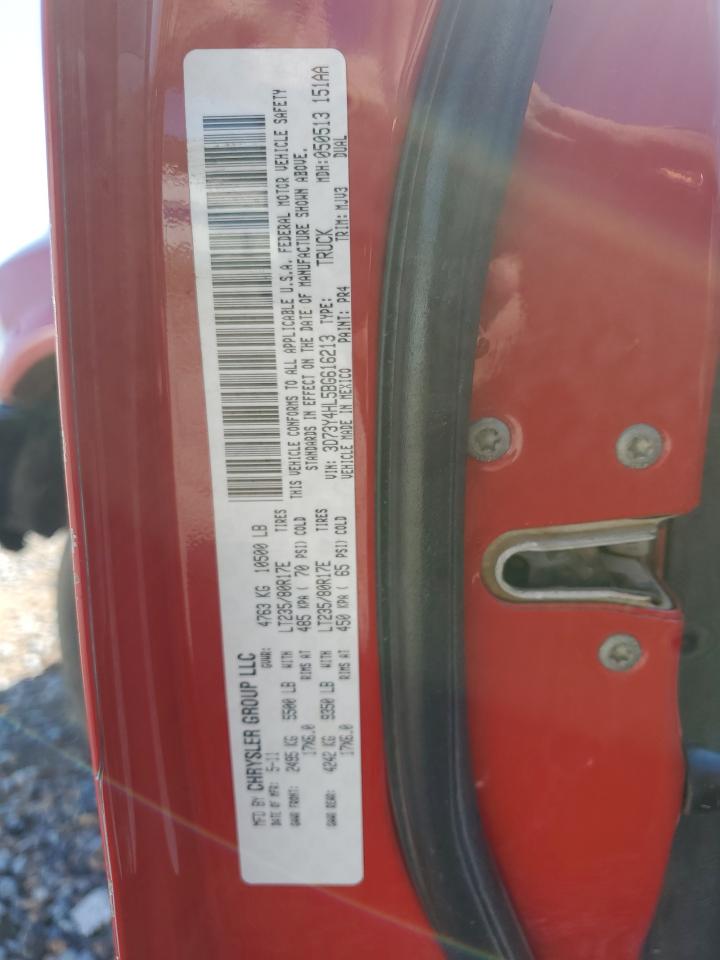 MFD BY CHRYSLER GROUP LLC
DATE OF MFR: 5-11 GVWR: 4763 KG 10500 LB
GAWR FRONT: 2495 KG 5500 LB WITH LT235/80R17E TIRES
17X6.0 RIMS AT 485 KPA ( 70 PSI) COLD
GAWR REAR: 4242 KG 9350 LB WITH LT235/80R17E TIRES
17X6.0 RIMS AT 450 KPA ( 65 PSI) COLD
THIS VEHICLE CONFORMS TO ALL APPLICABLE U.S.A. FEDERAL MOTOR VEHICLE SAFETY
STANDARDS IN EFFECT ON THE DATE OF MANUFACTURE SHOWN ABOVE.
VIN: 3D73Y4HL5BG616213 TYPE: TRUCK MDH:050513 151AA
VEHICLE MADE IN MEXICO PAINT: PR4 TRIM: MJV3 DUAL